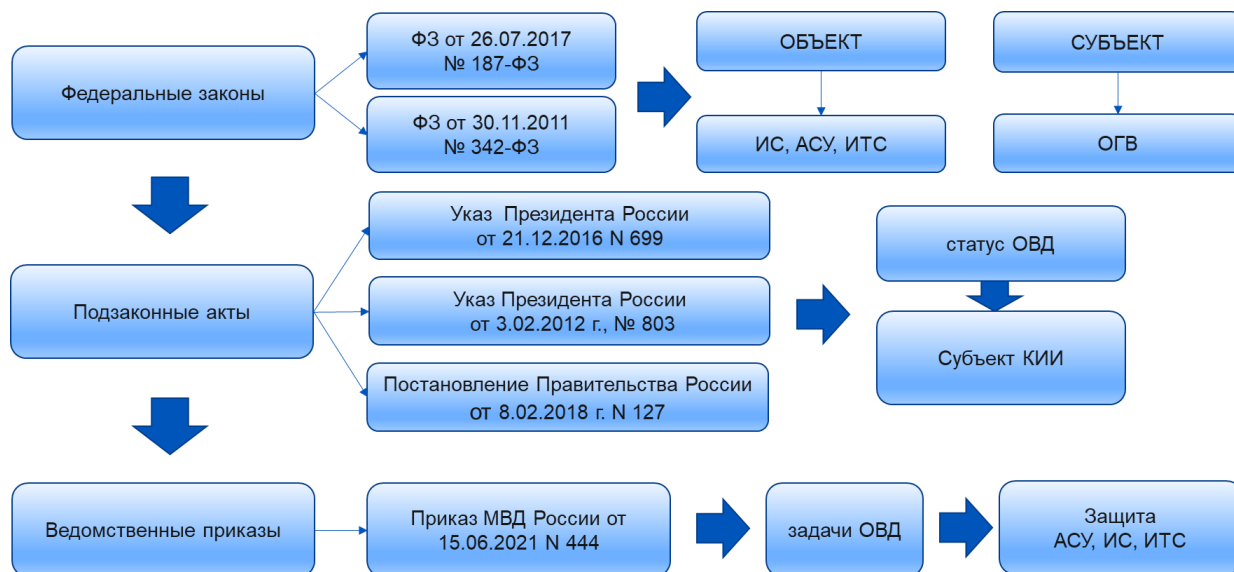 Федеральные законы
ФЗ от 26.07.2017
№ 187-ФЗ
ФЗ от 30.11.2011
№ 342-ФЗ
ОБЪЕКТ
ИС, АСУ, ИТС
СУБЪЕКТ
ОГВ
Подзаконные акты
Указ Президента России
от 21.12.2016 N 699
Указ Президента России
от 3.02.2012 г., № 803
Постановление Правительства России
от 8.02.2018 г. N 127
статус ОВД
Субъект КИИ
Ведомственные приказы
Приказ МВД России от
15.06.2021 N 444
задачи ОВД
Защита
АСУ, ИС, ИТС